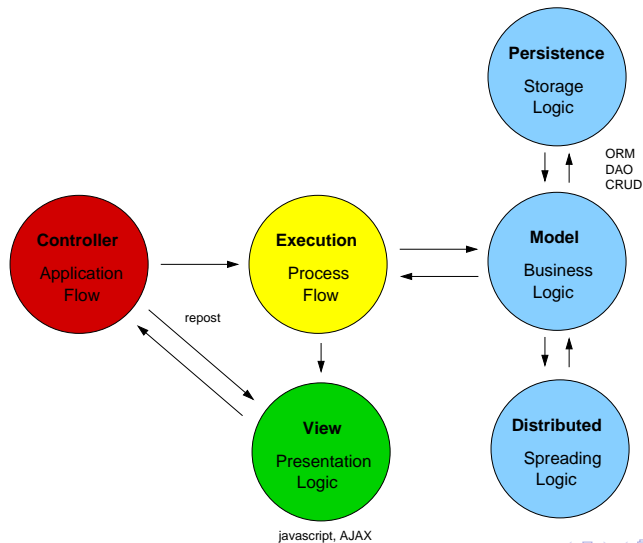 Persistence
Storage
Logic
ORM
DAO
CRUD
Controller
Application
Flow
Execution
Process
Flow
Model
Business
Logic
repost
View
Presentation
Logic
Distributed
Spreading
Logic
javascript, AJAX